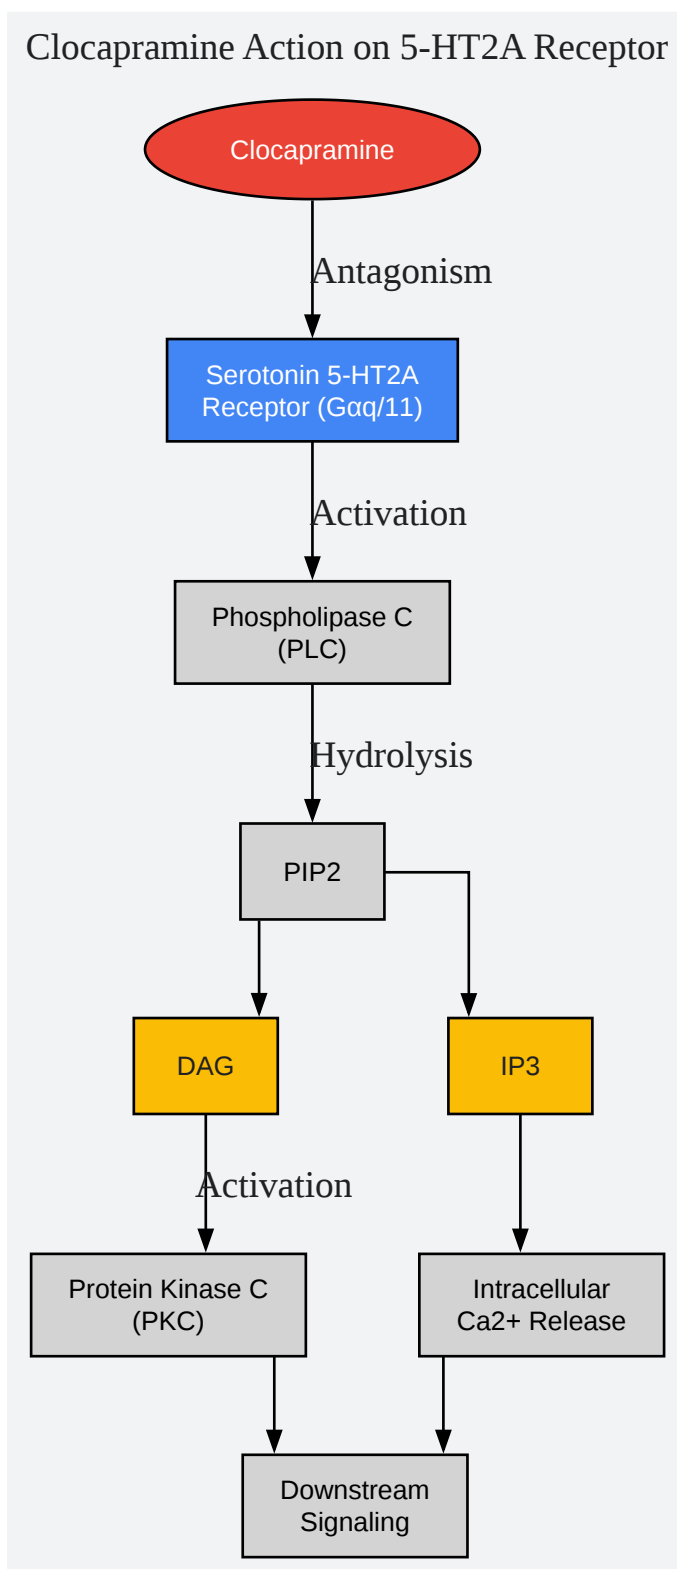 Clocapramine Action on 5-HT2A Receptor
Clocapramine
Antagonism
Serotonin 5-HT2A
Receptor (Gαq/11)
Activation
Phospholipase C
(PLC)
Hydrolysis
PIP2
DAG
IP3
Activation
Protein Kinase C
(PKC)
Intracellular
Ca2+ Release
Downstream
Signaling